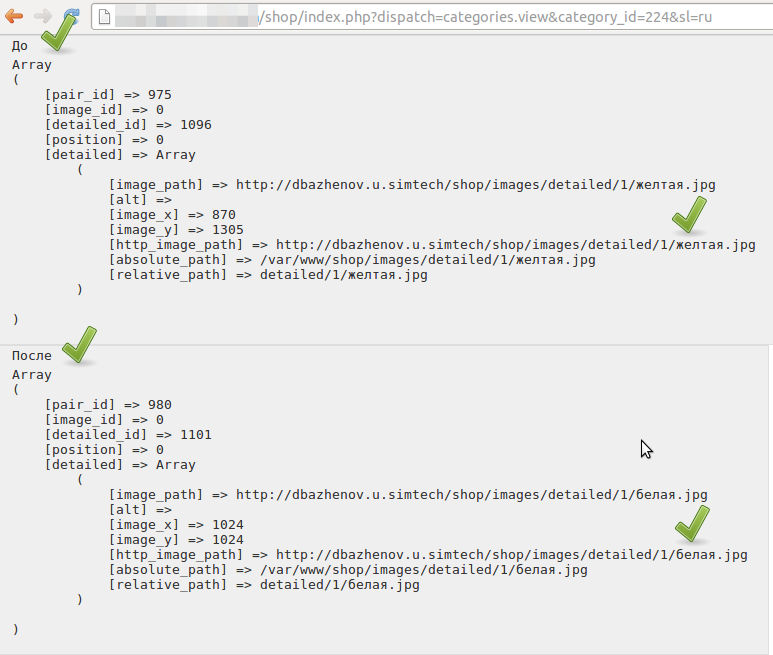 /shop/index.php?dispatch=categories.view&category_id=224&sl=ru
До
Array
(
[pair_id] => 975
[image_id] => 0
[detailed_id] => 1096
[position] => 0
[detailed] => Array
(
[image_path] => http://dbazhenov.u.simtech/shop/images/detailed/1/желтая.jpg
[alt] =>
[image_x] => 870
[image_y] => 1305
[http_image_path] => http://dbazhenov.u.simtech/shop/images/detailed/1/желтая.jpg
[absolute_path] => /var/www/shop/images/detailed/1/желтая.jpg
[relative_path] => detailed/1/желтая.jpg
)
)
После
Array
(
[pair_id] => 980
[image_id] => 0
[detailed_id] => 1101
[position] => 0
[detailed] => Array
(
[image_path] => http://dbazhenov.u.simtech/shop/images/detailed/1/белая.jpg
[alt] =>
[image_x] => 1024
[image_y] => 1024
[http_image_path] => http://dbazhenov.u.simtech/shop/images/detailed/1/белая.jpg
[absolute_path] => /var/www/shop/images/detailed/1/белая.jpg
[relative_path] => detailed/1/белая.jpg
)
)